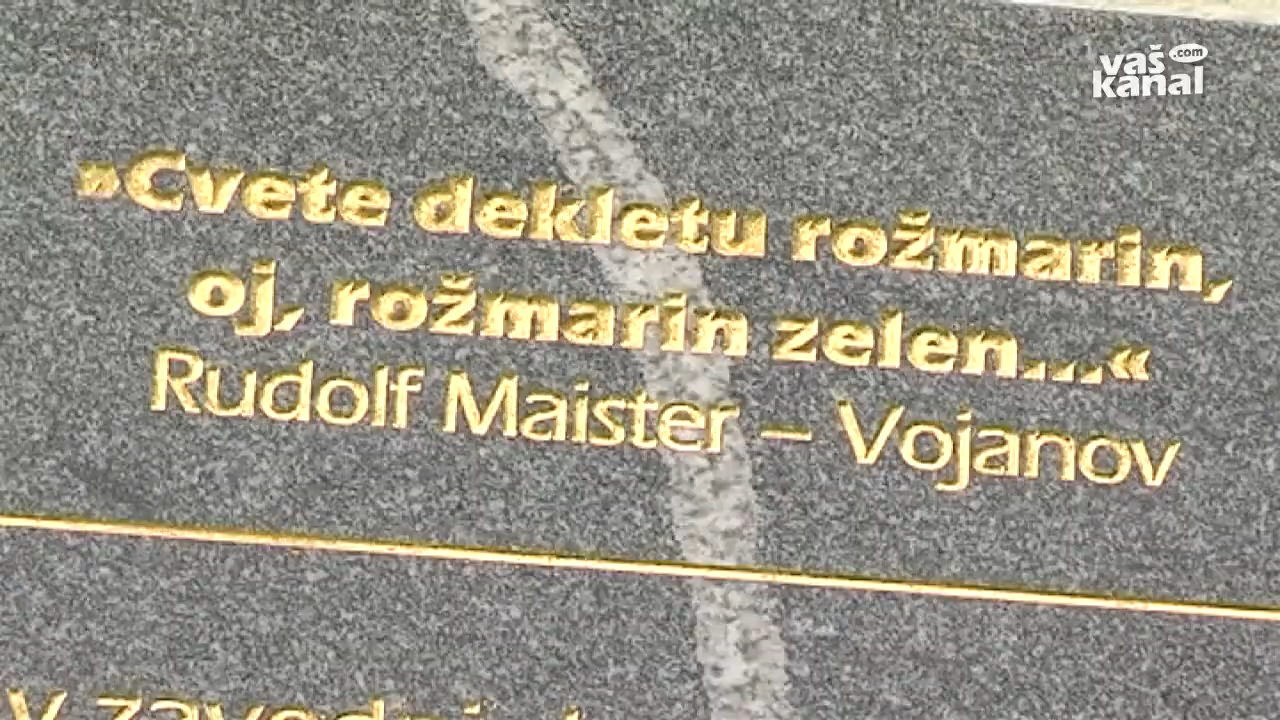 vaš .com
kanal
»Cvete dekletu rožmarin,
oj, rožmarin zelen...«
Rudolf Maister – Vojanov
v